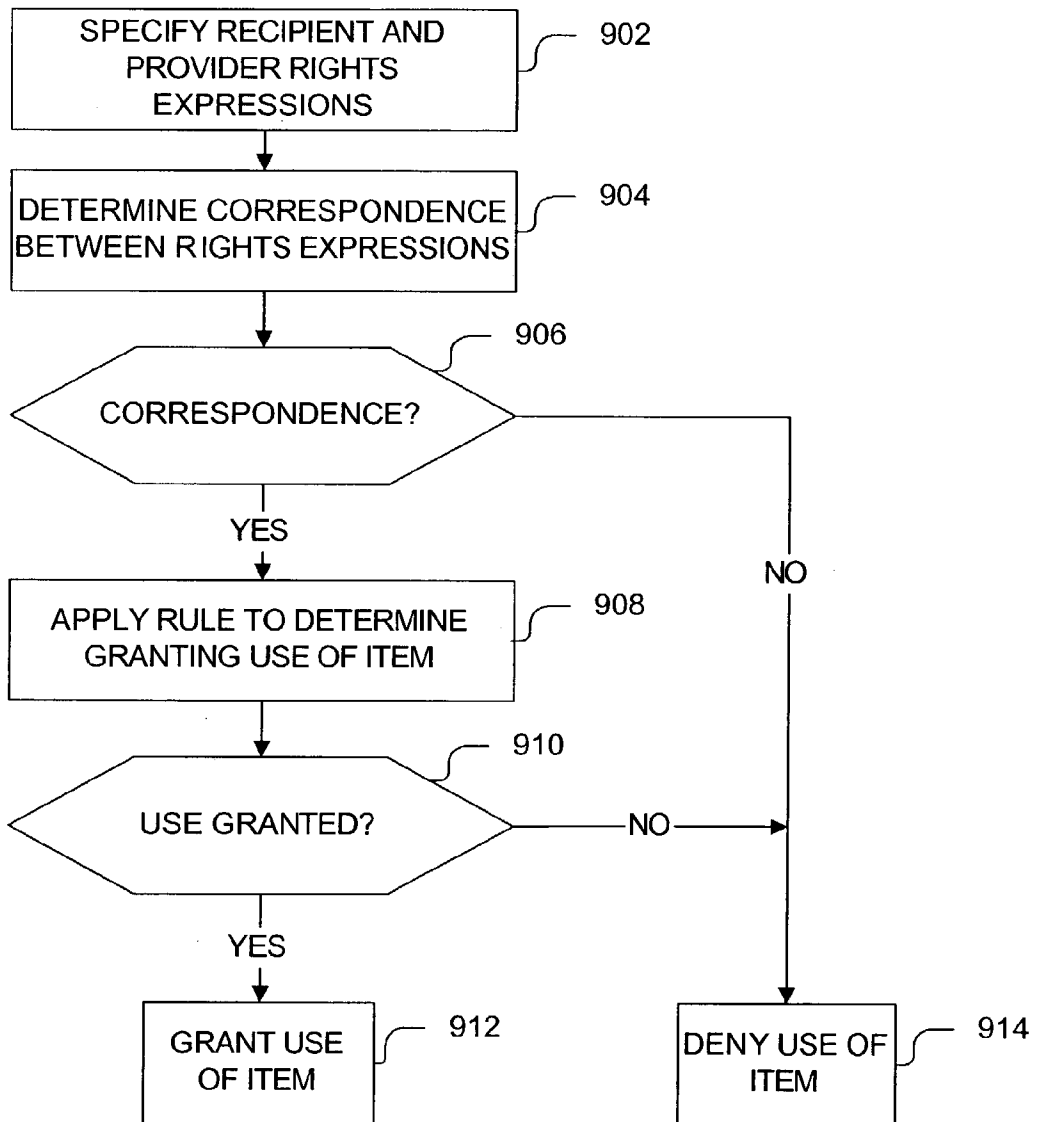 SPECIFY RECIPIENT AND
PROVIDER RIGHTS
EXPRESSIONS
902
DETERMINE CORRESPONDENCE
BETWEEN RIGHTS EXPRESSIONS
904
906
CORRESPONDENCE?
YES
NO
APPLY RULE TO DETERMINE
GRANTING USE OF ITEM
908
910
USE GRANTED?
NO
YES
GRANT USE
OF ITEM
912
DENY USE OF
ITEM
914